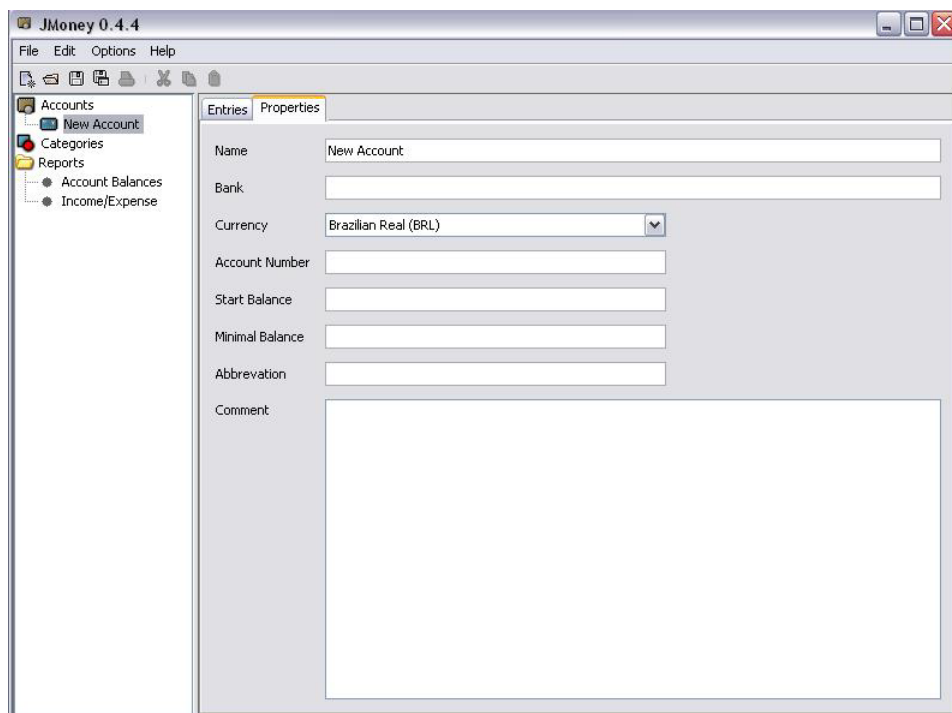 JMoney 0.4.4
File Edit Options Help
Accounts
New Account
Categories
Reports
Account Balances
Income/Expense
Entries Properties
Name New Account
Bank
Currency Brazilian Real (BRL)
Account Number
Start Balance
Minimal Balance
Abbrevation
Comment